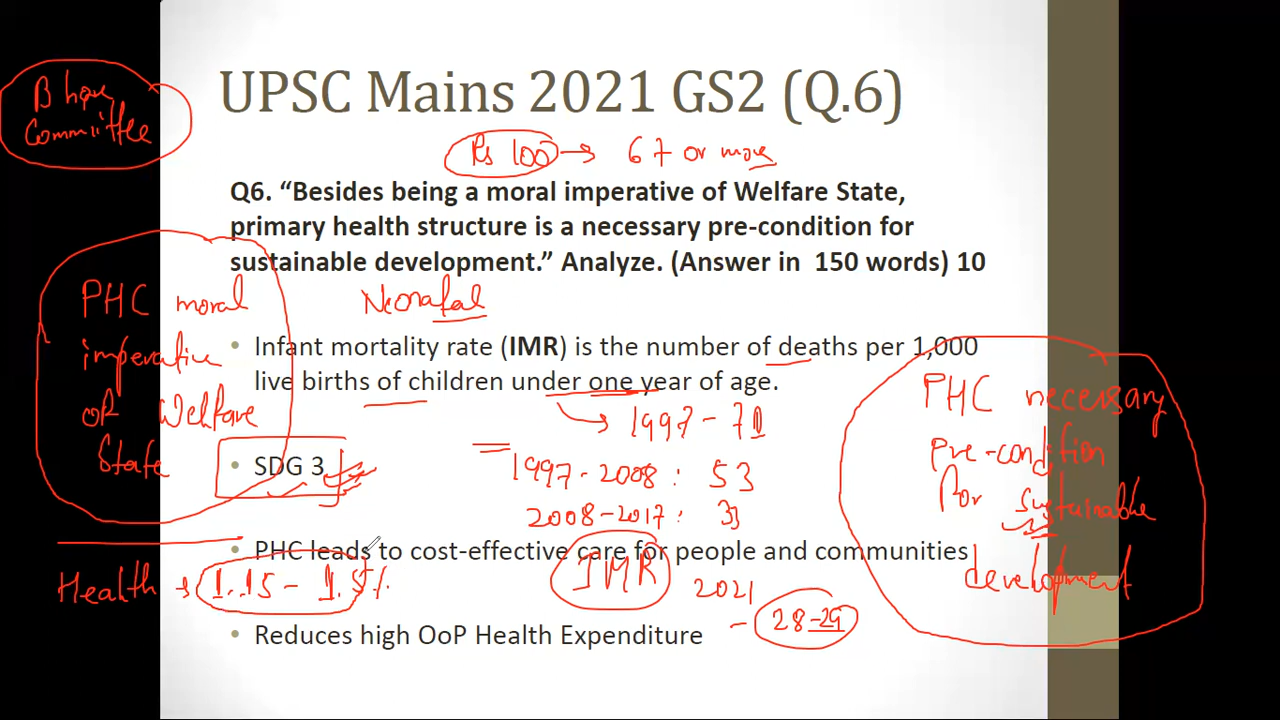 B hore
Committee
UPSC Mains 2021 GS2 (Q.6)
Rs 100 → 67 or more
Q6. “Besides being a moral imperative of Welfare State,
primary health structure is a necessary pre-condition for
sustainable development.” Analyze. (Answer in 150 words) 10
PHC moral
imperative
of Welfare
State
Neonatal
• Infant mortality rate (IMR) is the number of deaths per 1,000
live births of children under one year of age.
→ 1997 - 71
• SDG 3
1997 - 2008 : 53
2008 - 2017 : 33
PHC necessary
pre-condition
for sustainable
development
• PHC leads to cost-effective care for people and communities
Health → 1.15 - 1.5%
IMR
2021
- 28-29
• Reduces high OoP Health Expenditure